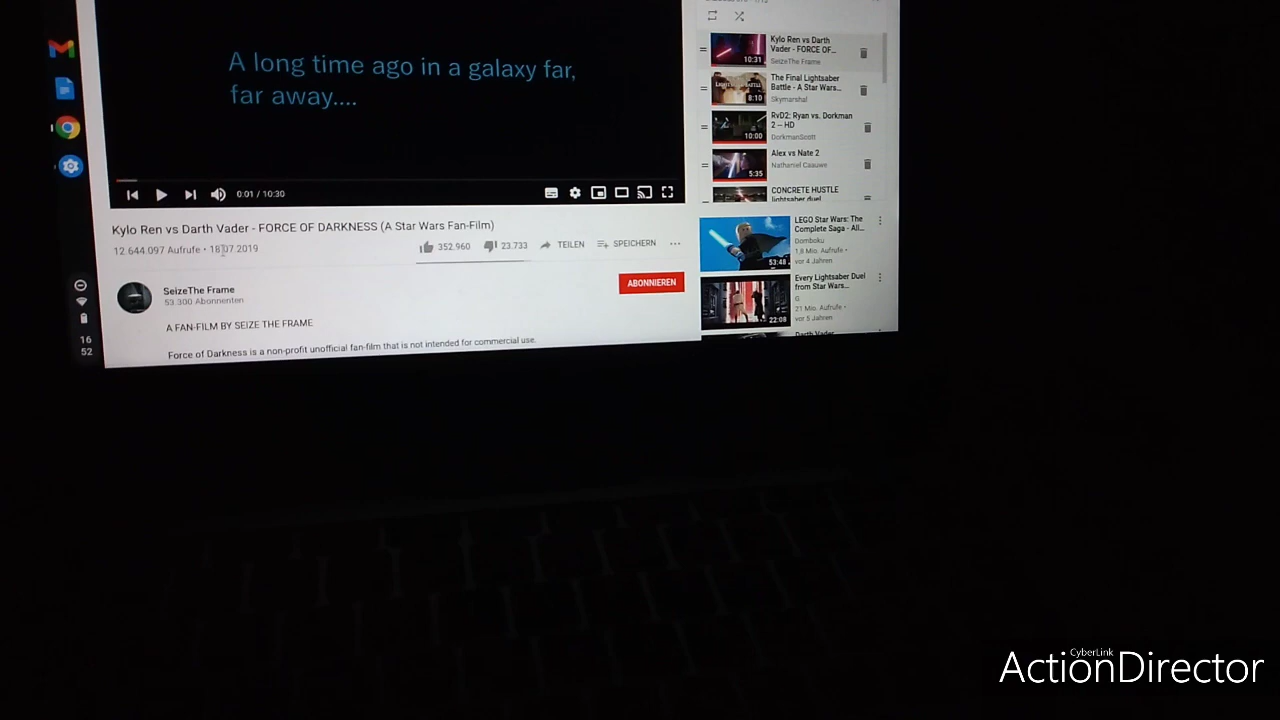 A long time ago in a galaxy far,
far away....
0:01 / 10:30
Kylo Ren vs Darth Vader - FORCE OF DARKNESS (A Star Wars Fan-Film)
12.644.097 Aufrufe • 18.07.2019
352.960
23.733
TEILEN
SPEICHERN
SeizeThe Frame
53.300 Abonnenten
ABONNIEREN
A FAN-FILM BY SEIZE THE FRAME
Force of Darkness is a non-profit unofficial fan-film that is not intended for commercial use.
16
52
Kylo Ren vs Darth
Vader - FORCE OF...
SeizeThe Frame
10:31
The Final Lightsaber
Battle - A Star Wars...
Skymarshal
8:10
RvD2: Ryan vs. Dorkman
2 -- HD
DorkmanScott
10:00
Alex vs Nate 2
Nathaniel Caauwe
5:35
CONCRETE HUSTLE
lightsaber duel
LEGO Star Wars: The
Complete Saga - All...
Domboku
1,8 Mio. Aufrufe •
vor 4 Jahren
53:48
Every Lightsaber Duel
from Star Wars...
G
21 Mio. Aufrufe •
vor 5 Jahren
22:08
Darth Vader
CyberLink
ActionDirector